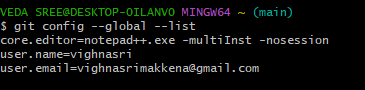 VEDA SREE@DESKTOP-OILANVO MINGW64 ~ (main)
$ git config --global --list
core.editor=notepad++.exe -multiInst -nosession
user.name=vighnasri
user.email=vighnasrimakkena@gmail.com